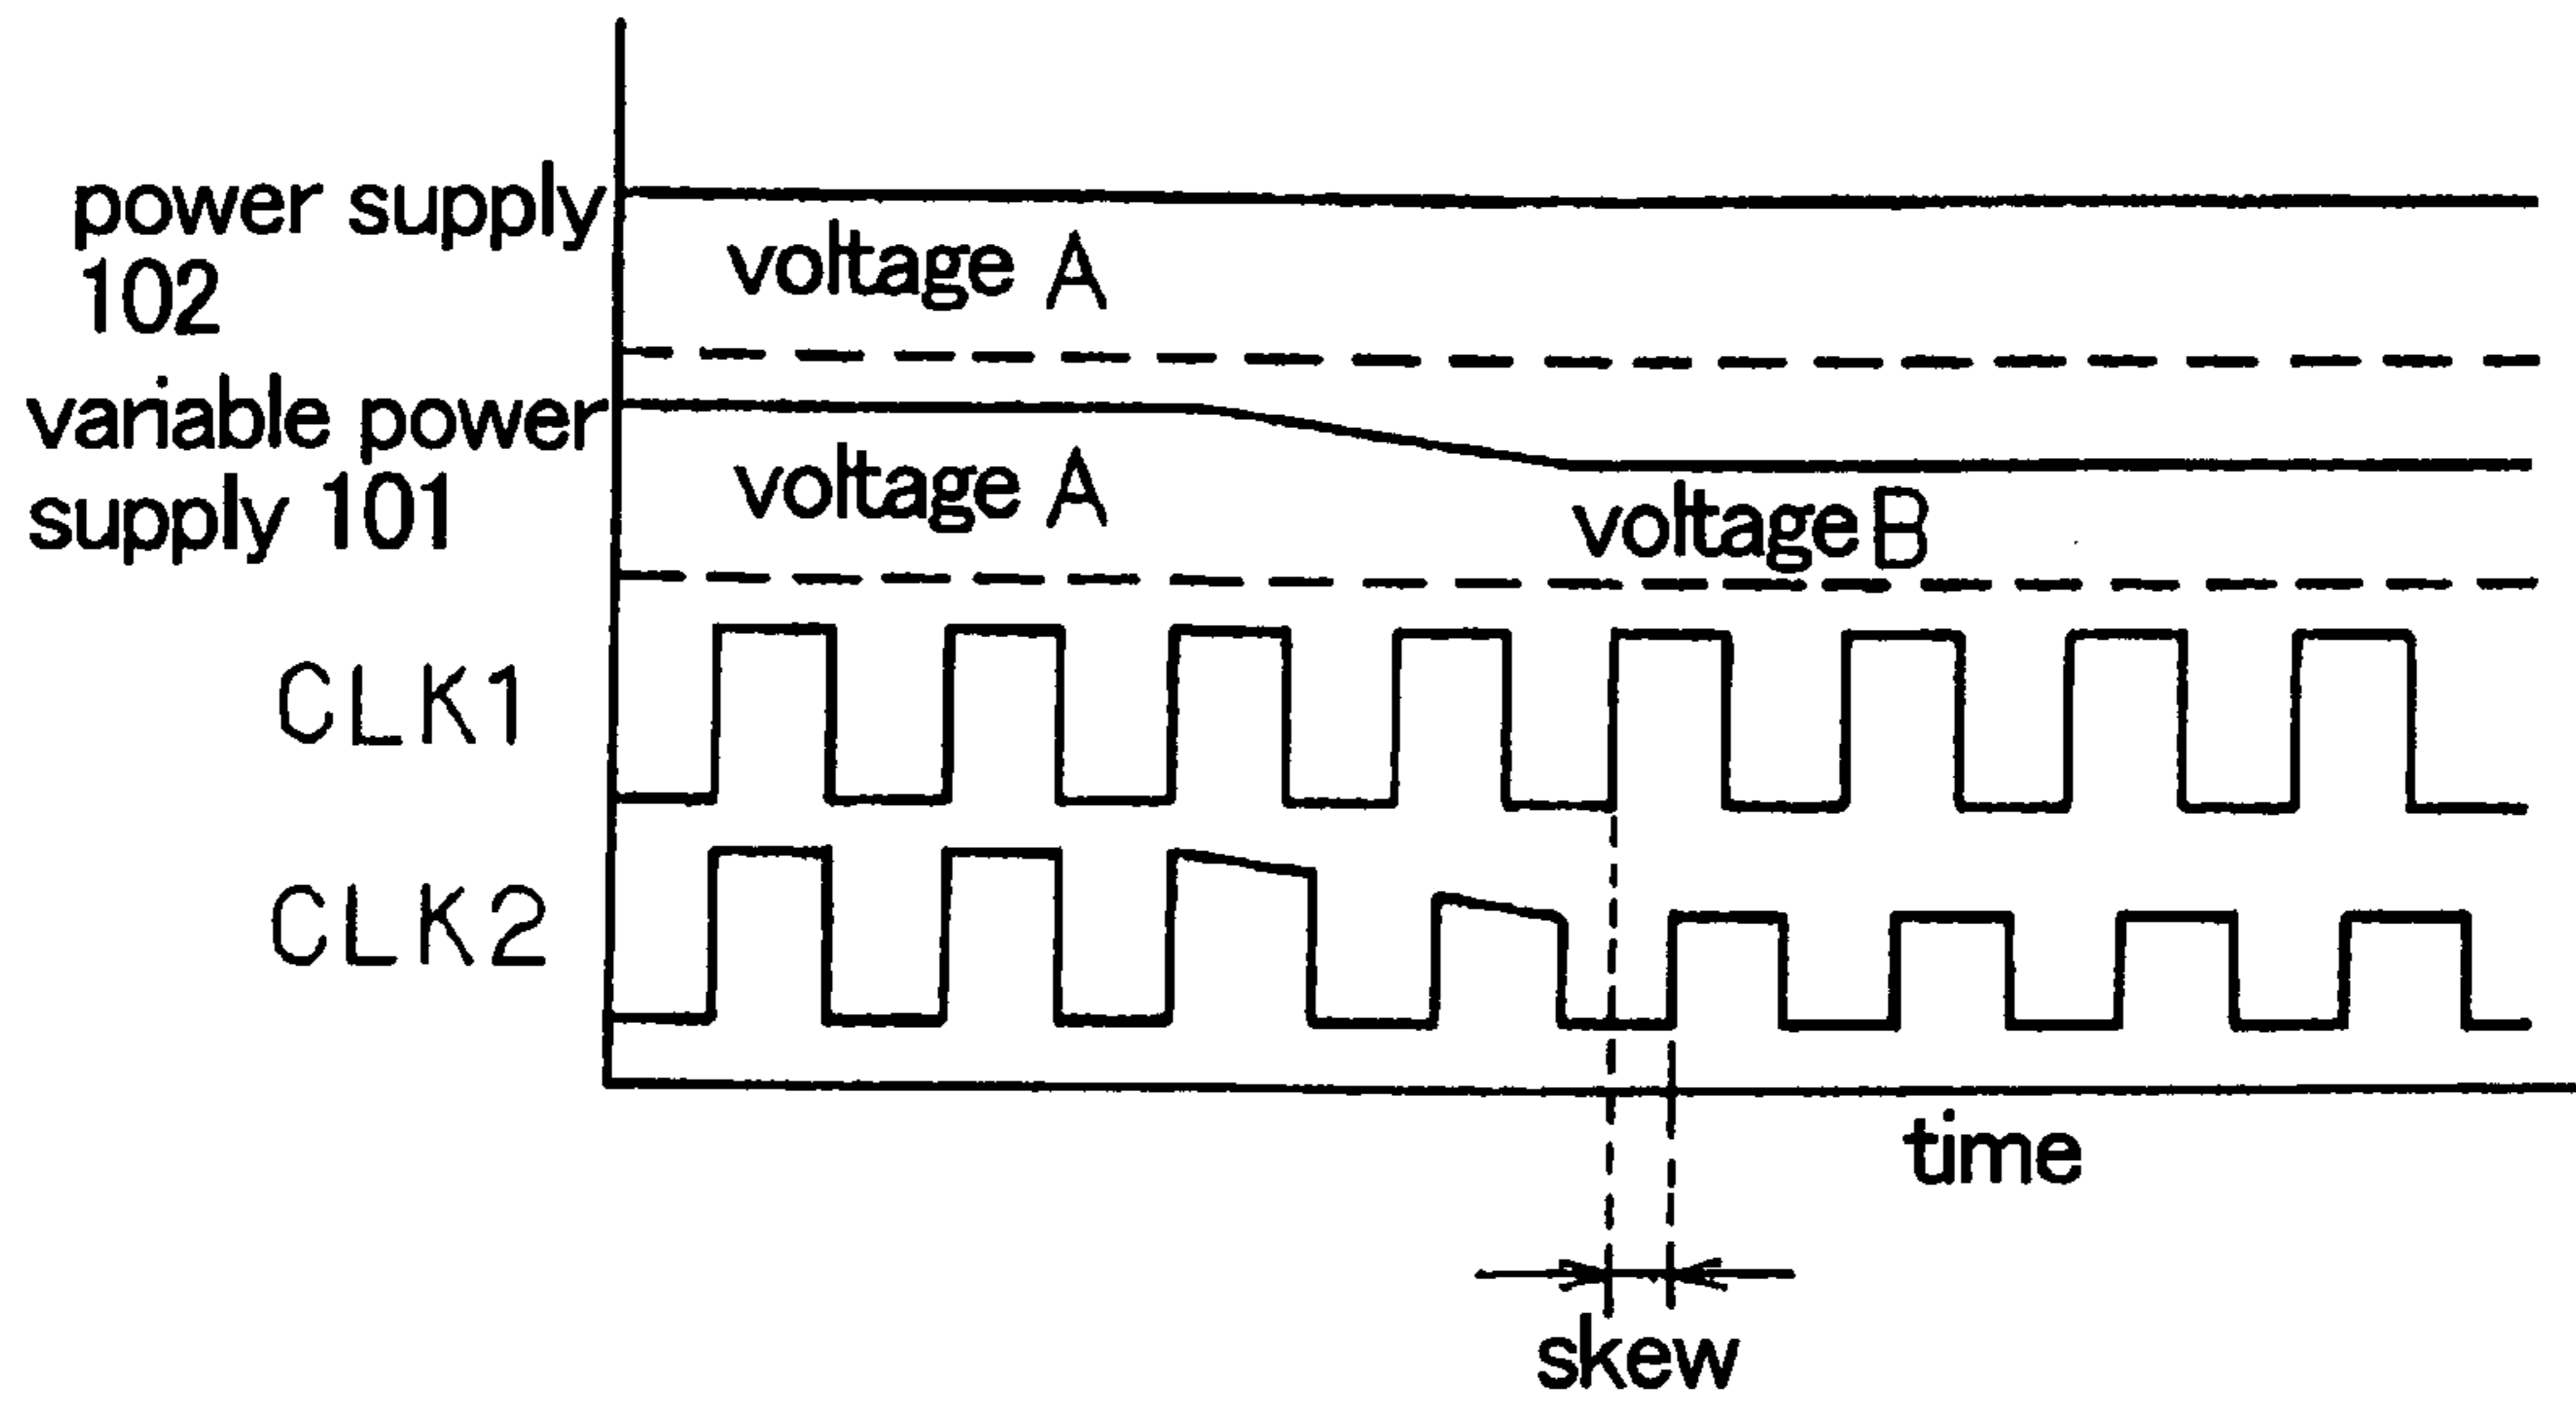 power supply
102
voltage A
variable power
supply 101
voltage A
voltage B
CLK1
CLK2
time
skew